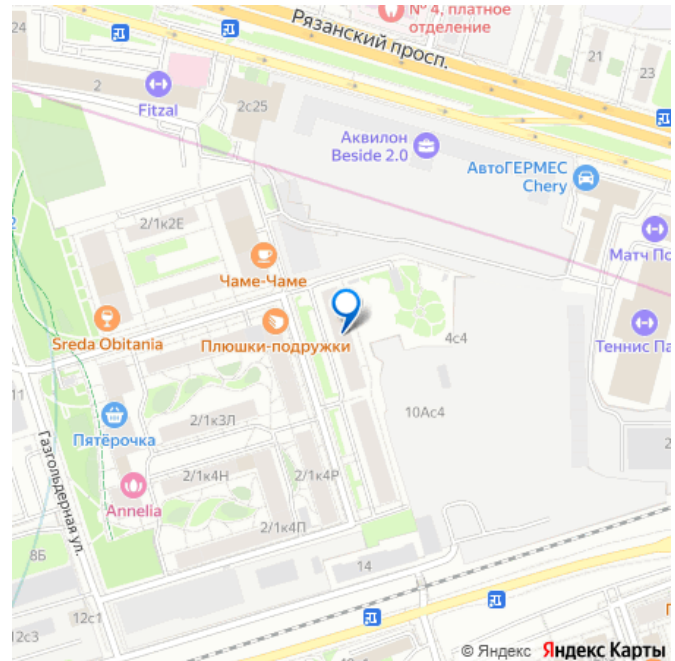 № 4, платное
отделение
Рязанский просп.
24
2
Fitzal
2с25
21
23
Аквилон
Beside 2.0
АвтоГЕРМЕС
Chery
2
2/1к2Е
Матч По
Чаме-Чаме
Sreda Obitania
Плюшки-подружки
4с4
Теннис Па
11
Газгольдерная ул.
Пятёрочка
2/1к3Л
10Ас4
2/1к4Н
2/1к4Р
2
Annelia
2/1к4П
8Б
14
12с1
12с3
П
© Яндекс Яндекс Карты